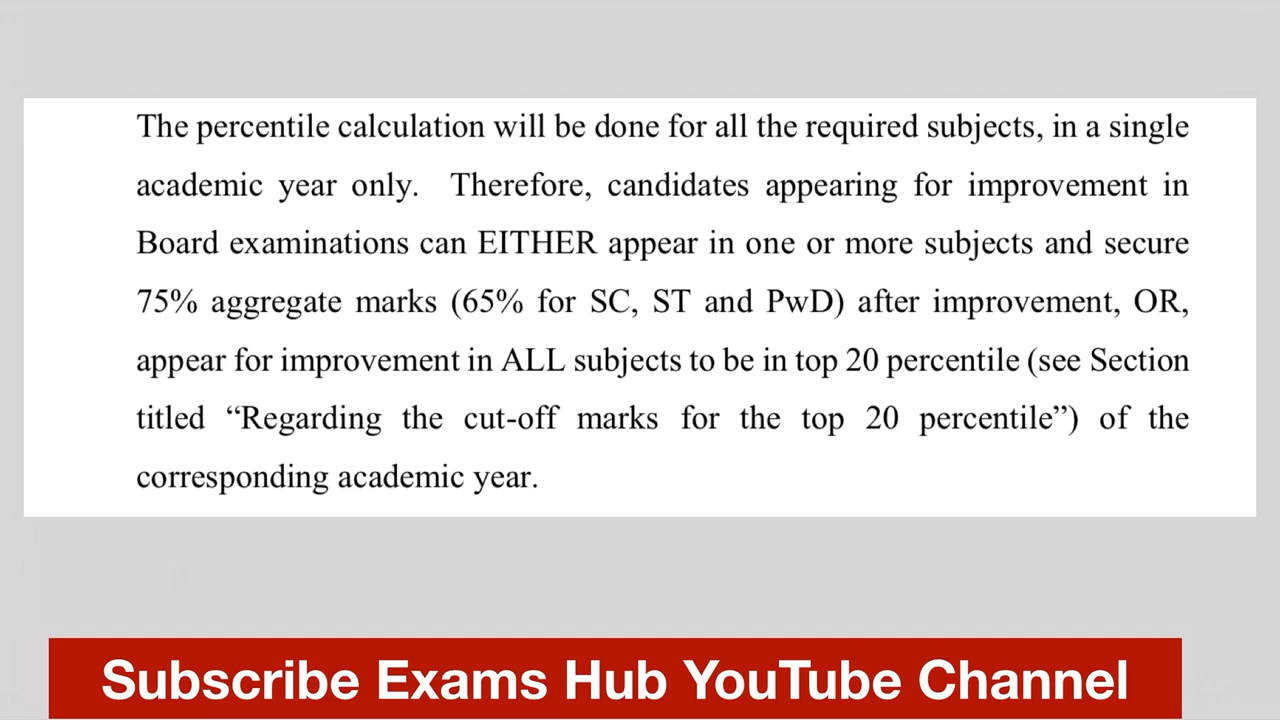 The percentile calculation will be done for all the required subjects, in a single
academic year only. Therefore, candidates appearing for improvement in
Board examinations can EITHER appear in one or more subjects and secure
75% aggregate marks (65% for SC, ST and PwD) after improvement, OR,
appear for improvement in ALL subjects to be in top 20 percentile (see Section
titled “Regarding the cut-off marks for the top 20 percentile”) of the
corresponding academic year.
Subscribe Exams Hub YouTube Channel